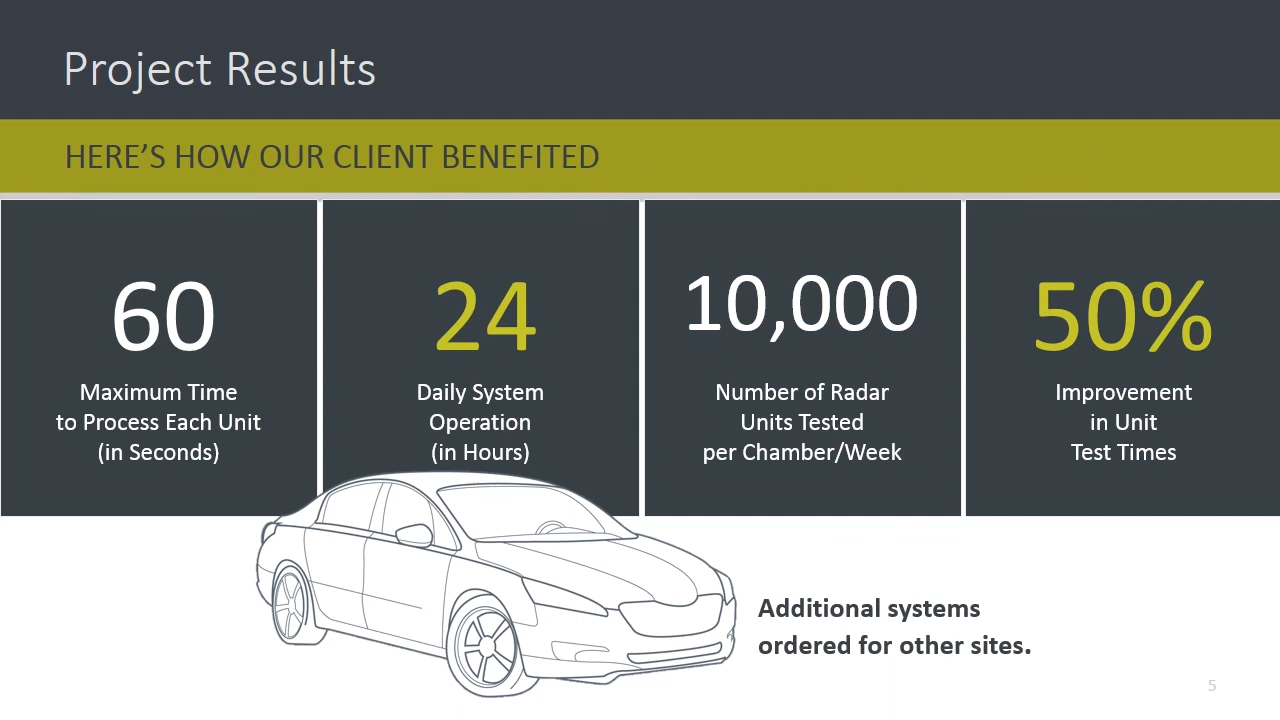 Project Results
HERE’S HOW OUR CLIENT BENEFITED
60
Maximum Time
to Process Each Unit
(in Seconds)
24
Daily System
Operation
(in Hours)
10,000
Number of Radar
Units Tested
per Chamber/Week
50%
Improvement
in Unit
Test Times
Additional systems
ordered for other sites.
5